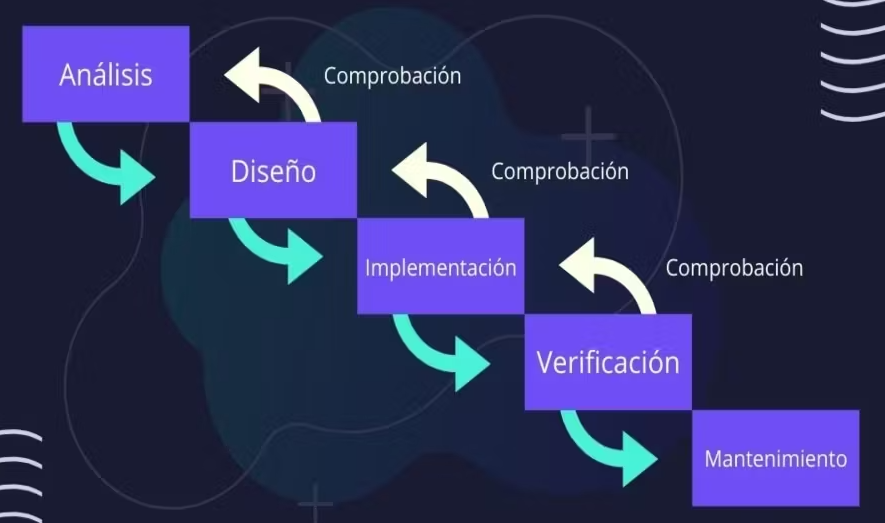 Análisis
Comprobación
Diseño
Comprobación
Implementación
Comprobación
Verificación
Mantenimiento